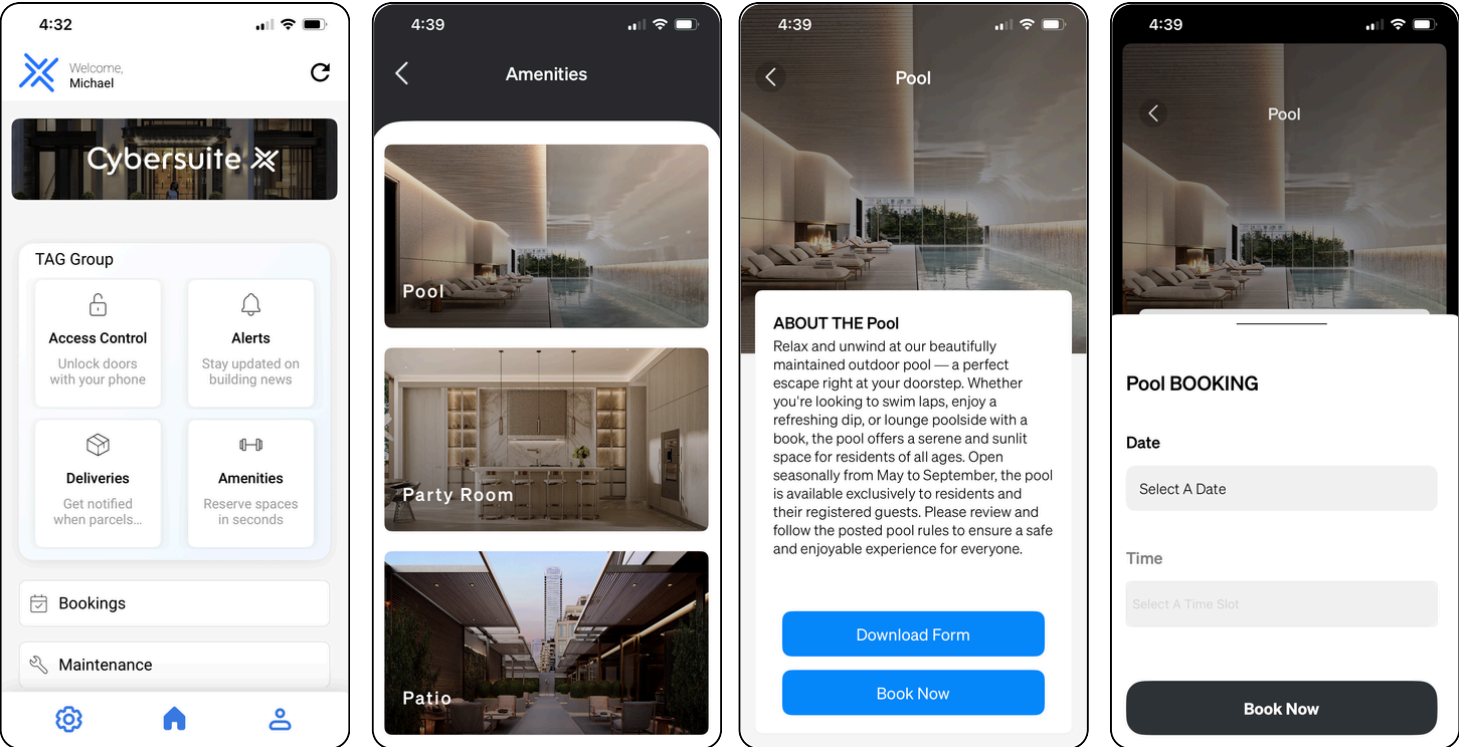 4:32
Welcome,
Michael
Cybersuite
TAG Group
Access Control
Unlock doors
with your phone
Alerts
Stay updated on
building news
Deliveries
Get notified
when parcels...
Amenities
Reserve spaces
in seconds
Bookings
Maintenance
4:39
Amenities
Pool
Party Room
Patio
4:39
Pool
ABOUT THE Pool
Relax and unwind at our beautifully
maintained outdoor pool — a perfect
escape right at your doorstep. Whether
you're looking to swim laps, enjoy a
refreshing dip, or lounge poolside with a
book, the pool offers a serene and sunlit
space for residents of all ages. Open
seasonally from May to September, the pool
is available exclusively to residents and
their registered guests. Please review and
follow the posted pool rules to ensure a safe
and enjoyable experience for everyone.
Download Form
Book Now
4:39
Pool
Pool BOOKING
Date
Select A Date
Time
Select A Time Slot
Book Now